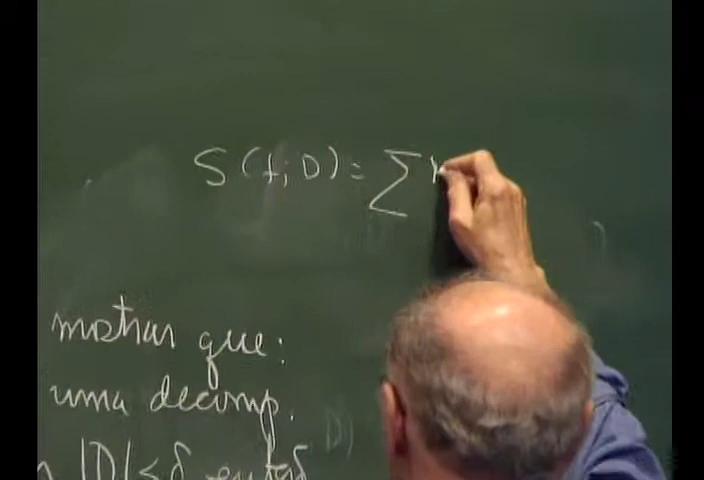 S(f; D) = ∑
mostrar que:
uma decomp.
|D| < δ então